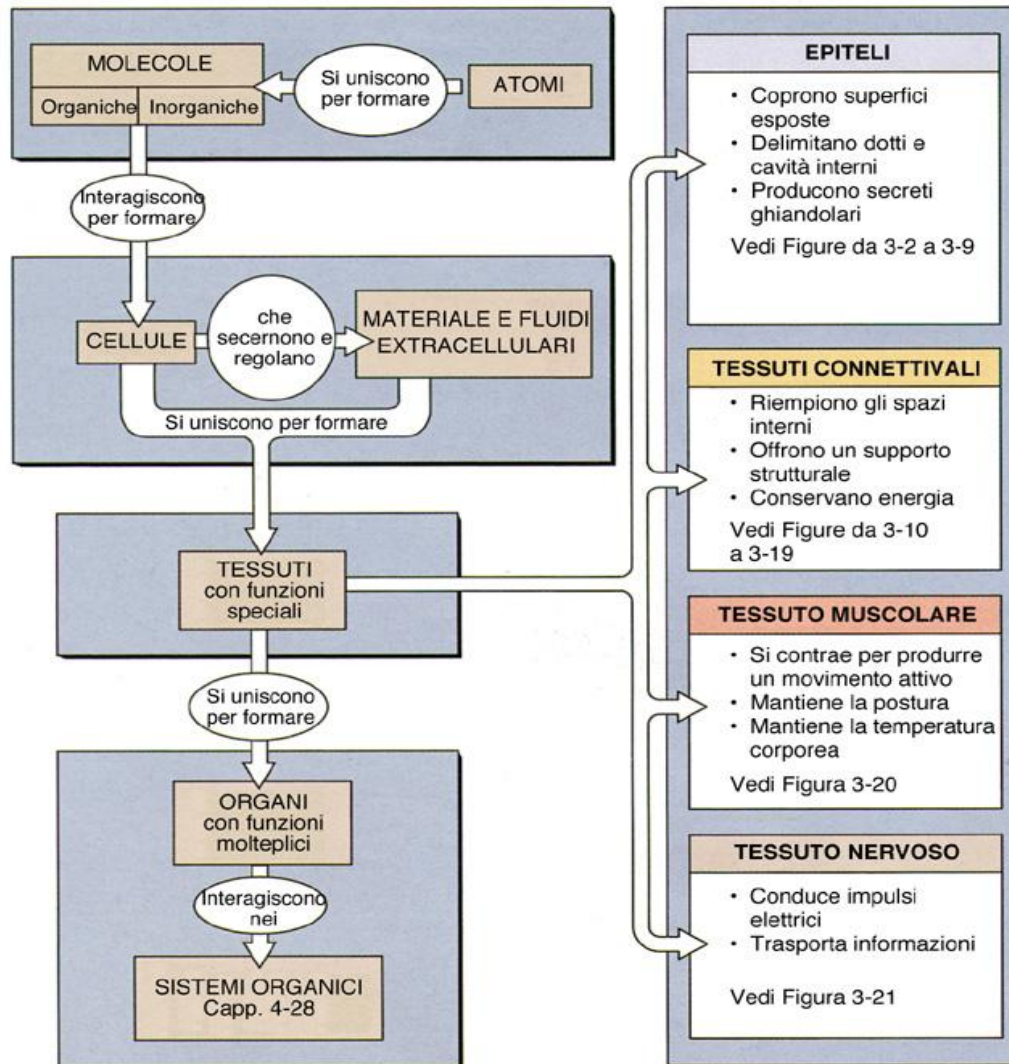 MOLECOLE
Organiche
Inorganiche
Si uniscono
per formare
ATOMI
Interagiscono
per formare
CELLULE
che
secernono e
regolano
MATERIALE E FLUIDI
EXTRACELLULARI
Si uniscono per formare
TESSUTI
con funzioni
speciali
Si uniscono
per formare
ORGANI
con funzioni
molteplici
Interagiscono
nei
SISTEMI ORGANICI
Capp. 4-28
EPITELI
• Coprono superfici
esposte
• Delimitano dotti e
cavità interni
• Producono secreti
ghiandolari
Vedi Figure da 3-2 a 3-9
TESSUTI CONNETTIVALI
• Riempiono gli spazi
interni
• Offrono un supporto
strutturale
• Conservano energia
Vedi Figure da 3-10
a 3-19
TESSUTO MUSCOLARE
• Si contrae per produrre
un movimento attivo
• Mantiene la postura
• Mantiene la temperatura
corporea
Vedi Figura 3-20
TESSUTO NERVOSO
• Conduce impulsi
elettrici
• Trasporta informazioni
Vedi Figura 3-21